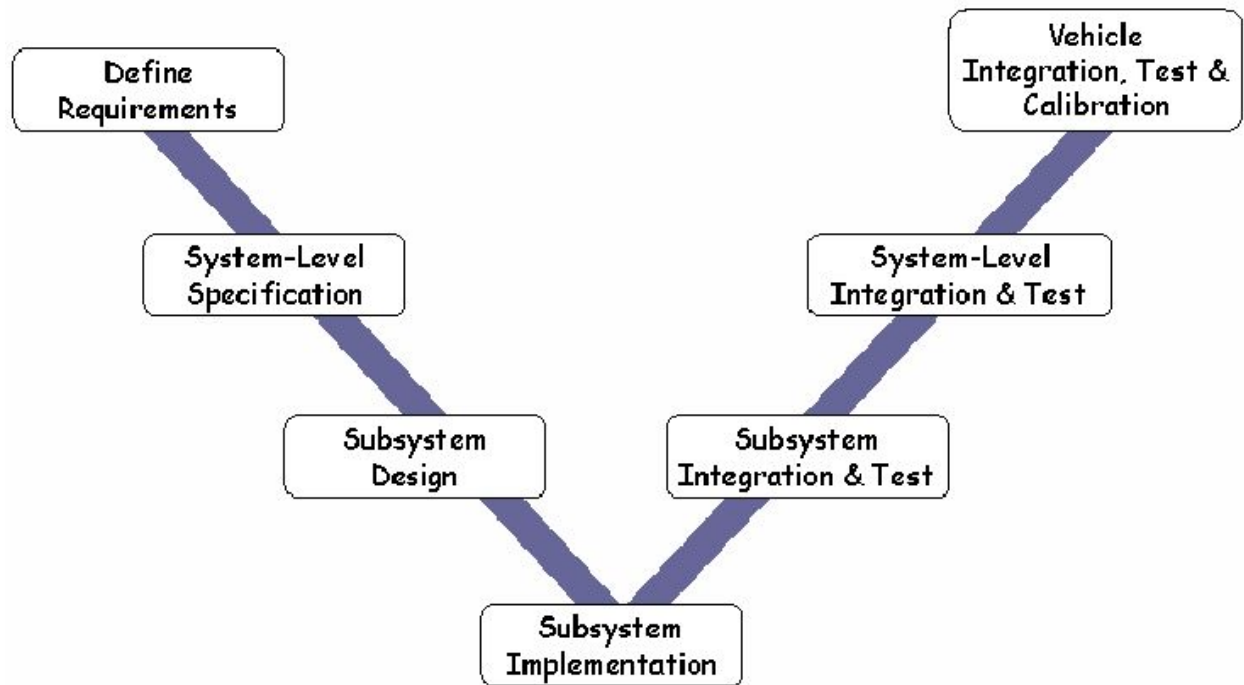 Define
Requirements
System-Level
Specification
Subsystem
Design
Subsystem
Implementation
Subsystem
Integration & Test
System-Level
Integration & Test
Vehicle
Integration, Test &
Calibration